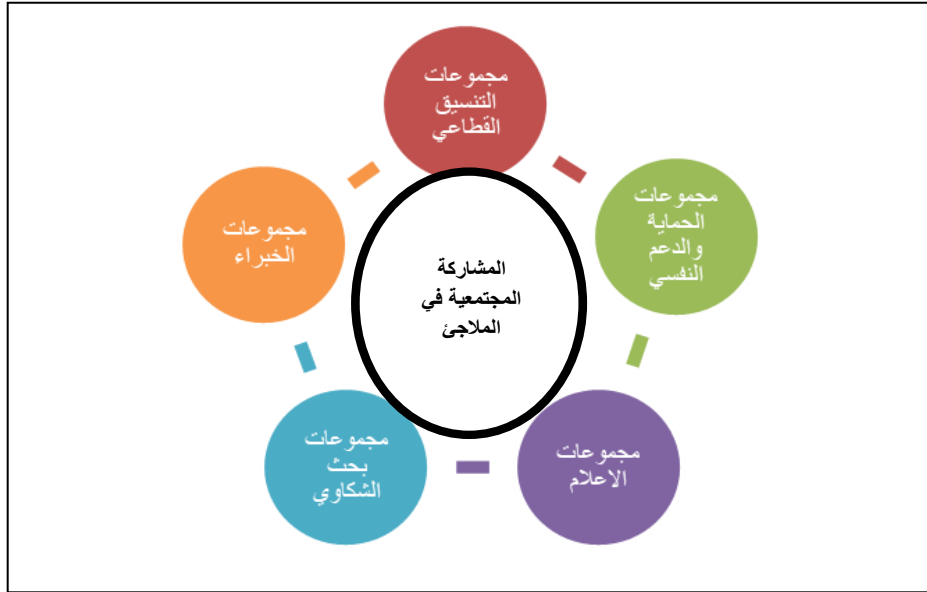 مجموعات
التنسيق
القطاعي
مجموعات
الحماية
والدعم
النفسي
مجموعات
الخبراء
المشاركة
المجتمعية في
الملاجئ
مجموعات
بحث
الشكاوي
مجموعات
الاعلام